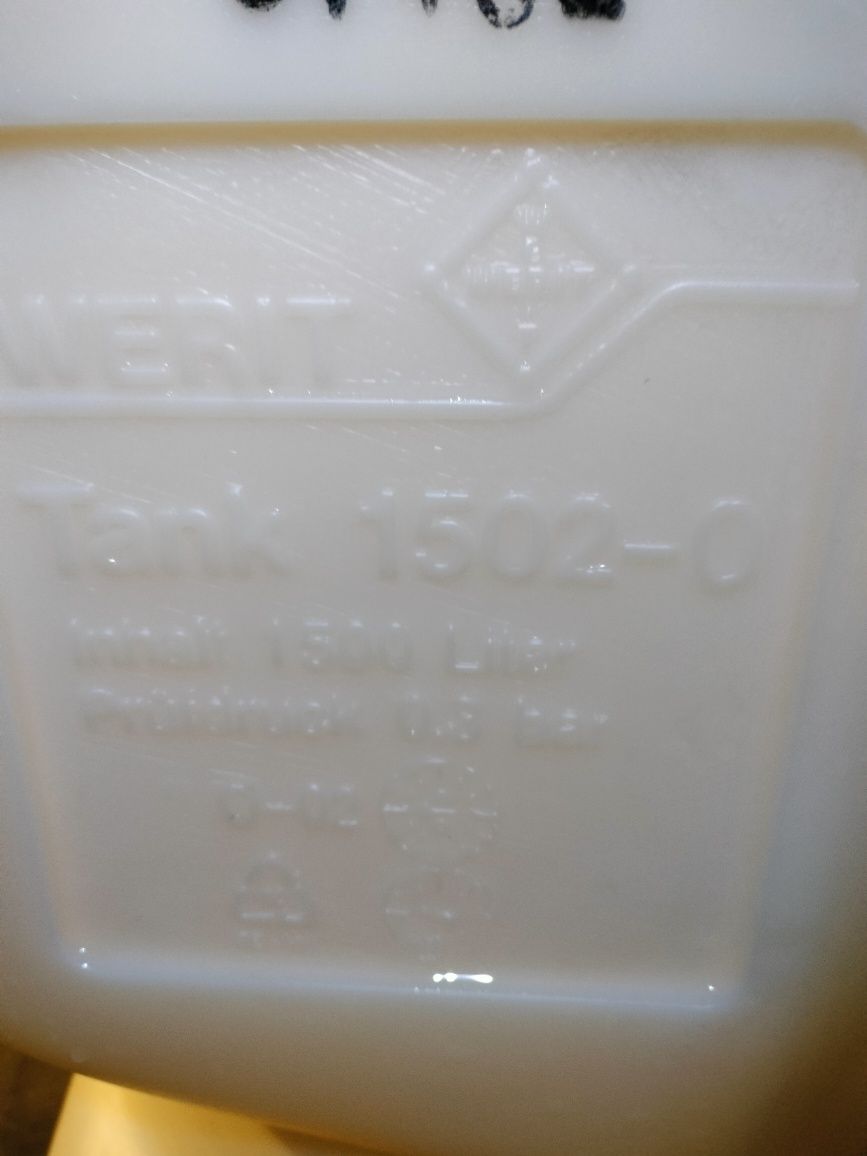 WERIT
Tank 1502-0
Inhalt 1500 Liter
Prüfdruck 0,3 bar